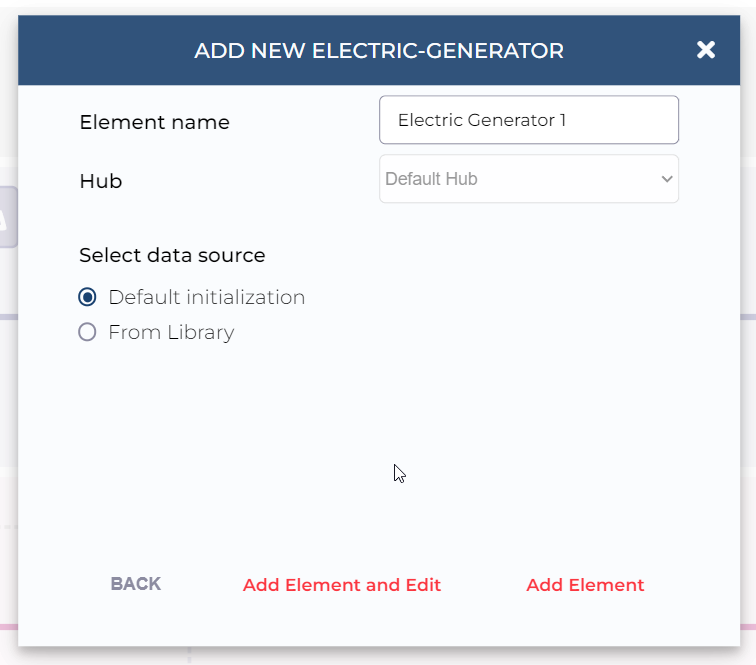 ADD NEW ELECTRIC-GENERATOR
Element name
Electric Generator 1
Hub
Default Hub
Select data source
Default initialization
From Library
BACK
Add Element and Edit
Add Element